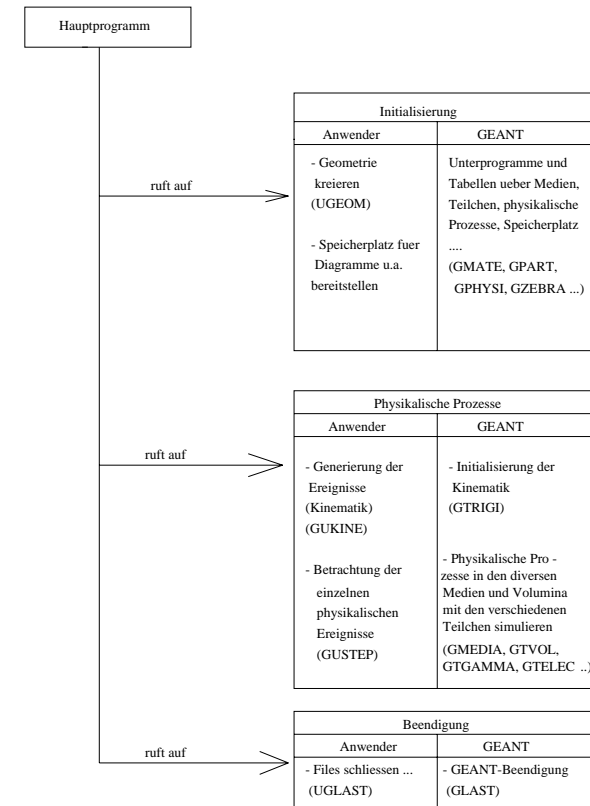 Hauptprogramm
ruft auf
Initialisierung
Anwender
- Geometrie
kreieren
(UGEOM)
- Speicherplatz fuer
Diagramme u.a.
bereitstellen
GEANT
Unterprogramme und
Tabellen ueber Medien,
Teilchen, physikalische
Prozesse, Speicherplatz
....
(GMATE, GPART,
GPHYSI, GZEBRA ...)
ruft auf
Physikalische Prozesse
Anwender
- Generierung der
Ereignisse
(Kinematik)
(GUKINE)
- Betrachtung der
einzelnen
physikalischen
Ereignisse
(GUSTEP)
GEANT
- Initialisierung der
Kinematik
(GTRIGI)
- Physikalische Pro -
zesse in den diversen
Medien und Volumina
mit den verschiedenen
Teilchen simulieren
(GMEDIA, GTVOL,
GTGAMMA, GTELEC ..)
ruft auf
Beendigung
Anwender
- Files schliessen ...
(UGLAST)
GEANT
- GEANT-Beendigung
(GLAST)